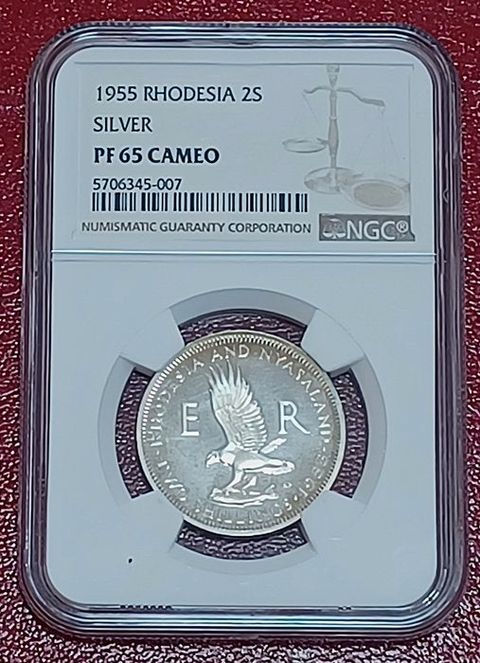 1955 RHODESIA 2S
SILVER
PF 65 CAMEO
5706345-007
NUMISMATIC GUARANTY CORPORATION
NGC®
RHODESIA AND NYASALAND
E R
TWO SHILLINGS 1955